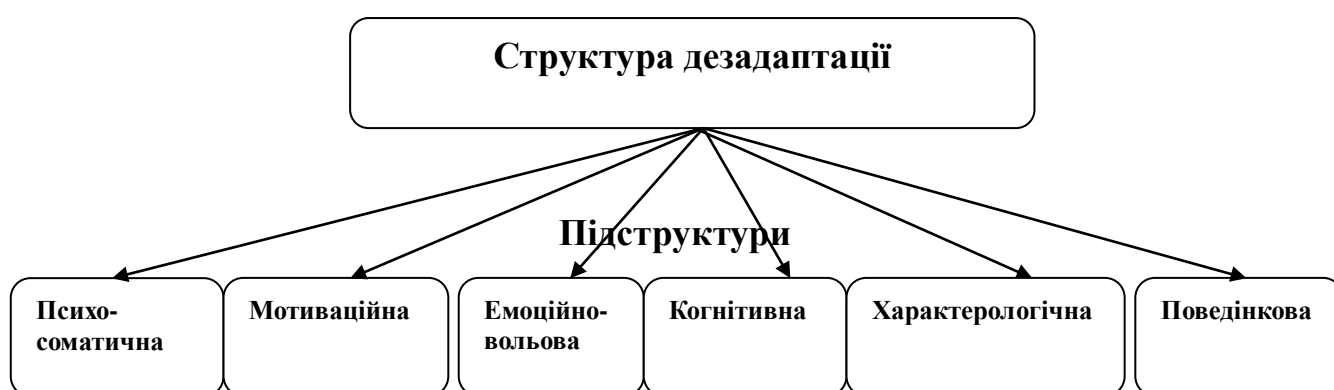 Структура дезадаптації
Підструктури
Психо-
соматична
Мотиваційна
Емоційно-
вольова
Когнітивна
Характерологічна
Поведінкова